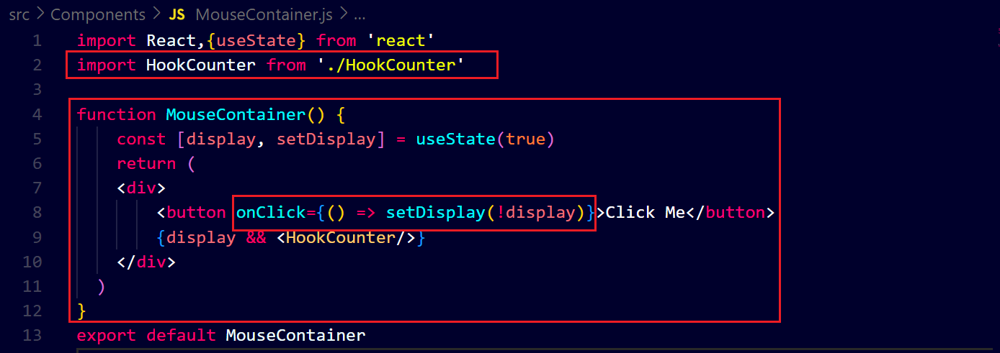 src > Components > JS MouseContainer.js > ...
1 import React,{useState} from 'react'
2 import HookCounter from './HookCounter'
3
4 function MouseContainer() {
5     const [display, setDisplay] = useState(true)
6     return (
7     <div>
8         <button onClick={() => setDisplay(!display)}>Click Me</button>
9         {display && <HookCounter/>}
10     </div>
11   )
12 }
13 export default MouseContainer